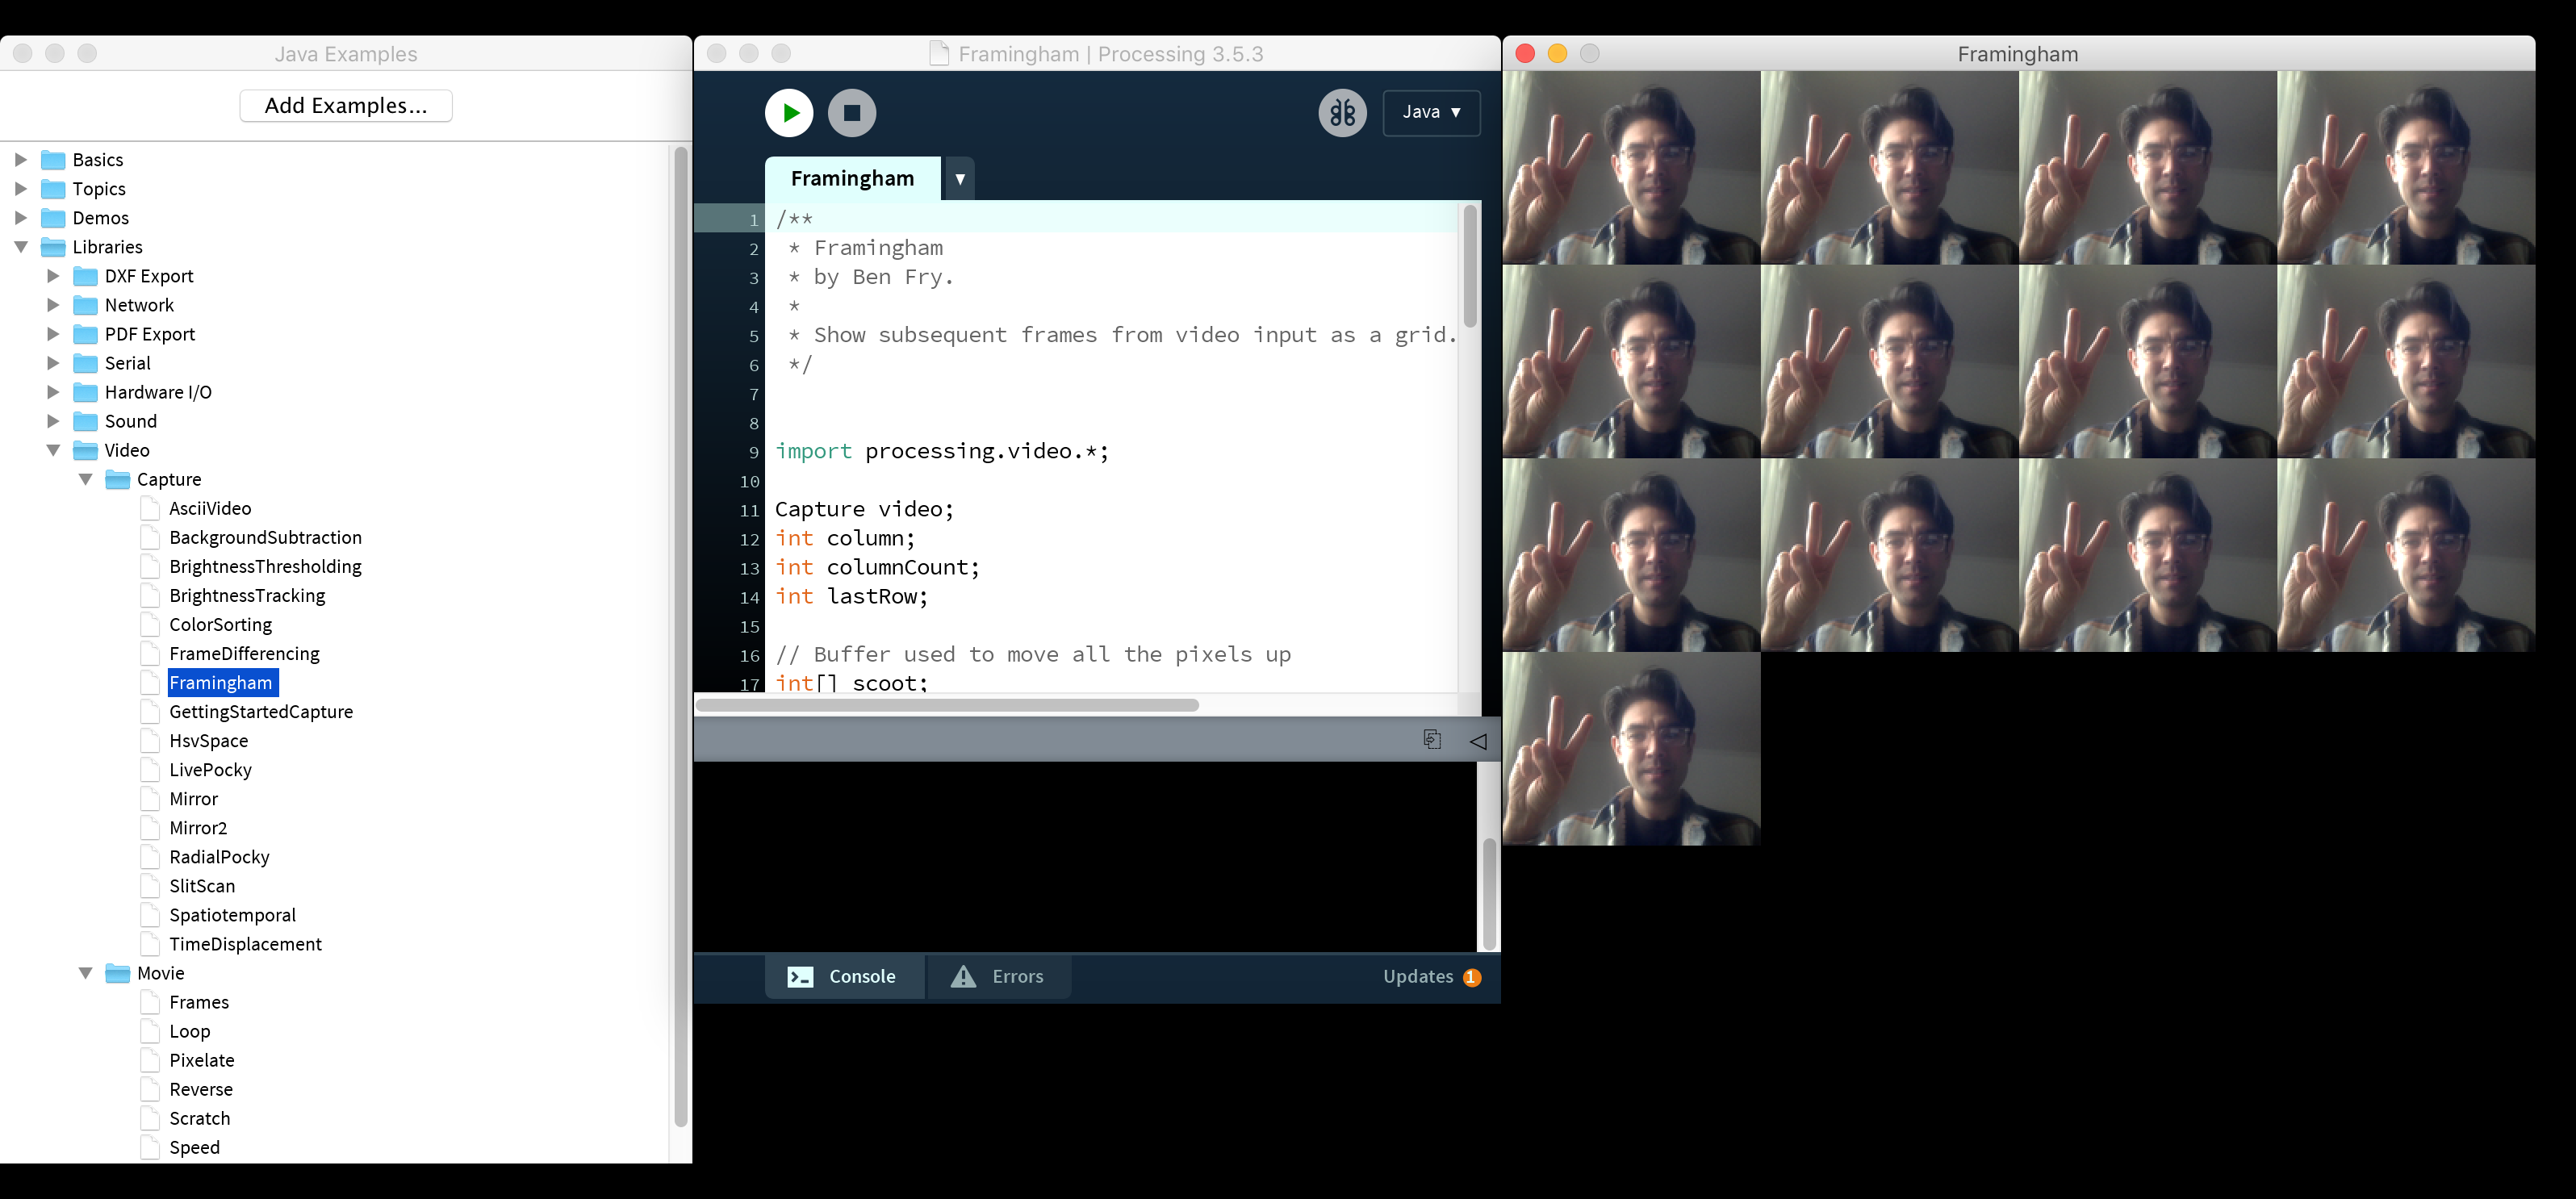 Java Examples
Add Examples...
Basics
Topics
Demos
Libraries
DXF Export
Network
PDF Export
Serial
Hardware I/O
Sound
Video
Capture
AsciiVideo
BackgroundSubtraction
BrightnessThresholding
BrightnessTracking
ColorSorting
FrameDifferencing
Framingham
GettingStartedCapture
HsvSpace
LivePocky
Mirror
Mirror2
RadialPocky
SlitScan
Spatiotemporal
TimeDisplacement
Movie
Frames
Loop
Pixelate
Reverse
Scratch
Speed
Framingham | Processing 3.5.3
Java ▼
Framingham ▼
1 /**
2 * Framingham
3 * by Ben Fry.
4 *
5 * Show subsequent frames from video input as a grid.
6 */
7
8
9 import processing.video.*;
10
11 Capture video;
12 int column;
13 int columnCount;
14 int lastRow;
15
16 // Buffer used to move all the pixels up
17 int[] scoot;
Console
Errors
Updates 1
Framingham